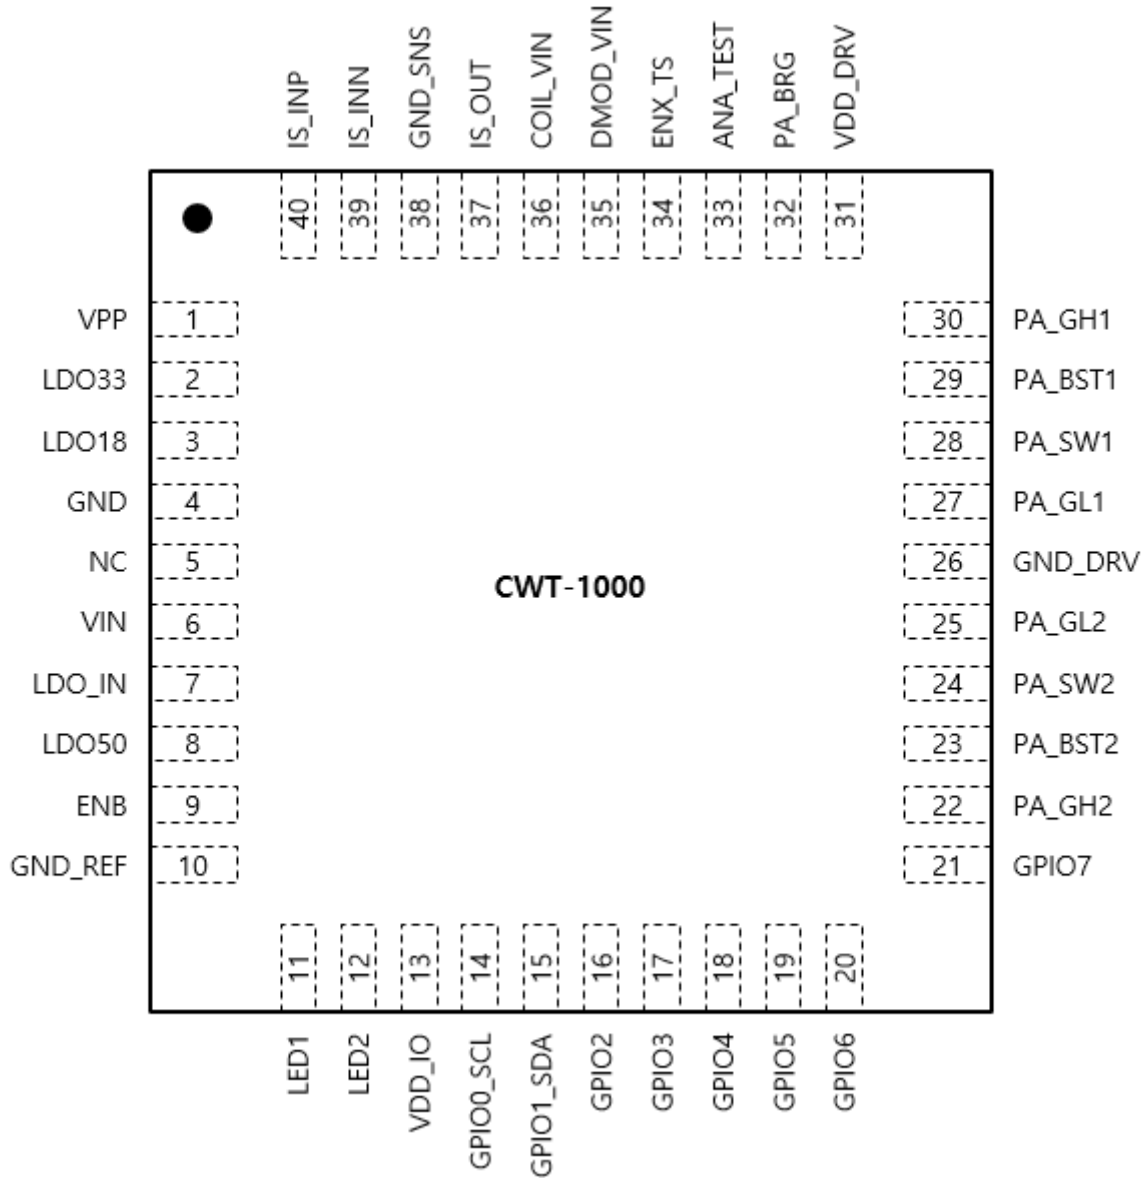 IS_INP
IS_INN
GND_SNS
IS_OUT
COIL_VIN
DMOD_VIN
ENX_TS
ANA_TEST
PA_BRG
VDD_DRV
40
39
38
37
36
35
34
33
32
31
VPP 1
LDO33 2
LDO18 3
GND 4
NC 5
VIN 6
LDO_IN 7
LDO50 8
ENB 9
GND_REF 10
CWT-1000
30 PA_GH1
29 PA_BST1
28 PA_SW1
27 PA_GL1
26 GND_DRV
25 PA_GL2
24 PA_SW2
23 PA_BST2
22 PA_GH2
21 GPIO7
11
12
13
14
15
16
17
18
19
20
LED1
LED2
VDD_IO
GPIO0_SCL
GPIO1_SDA
GPIO2
GPIO3
GPIO4
GPIO5
GPIO6